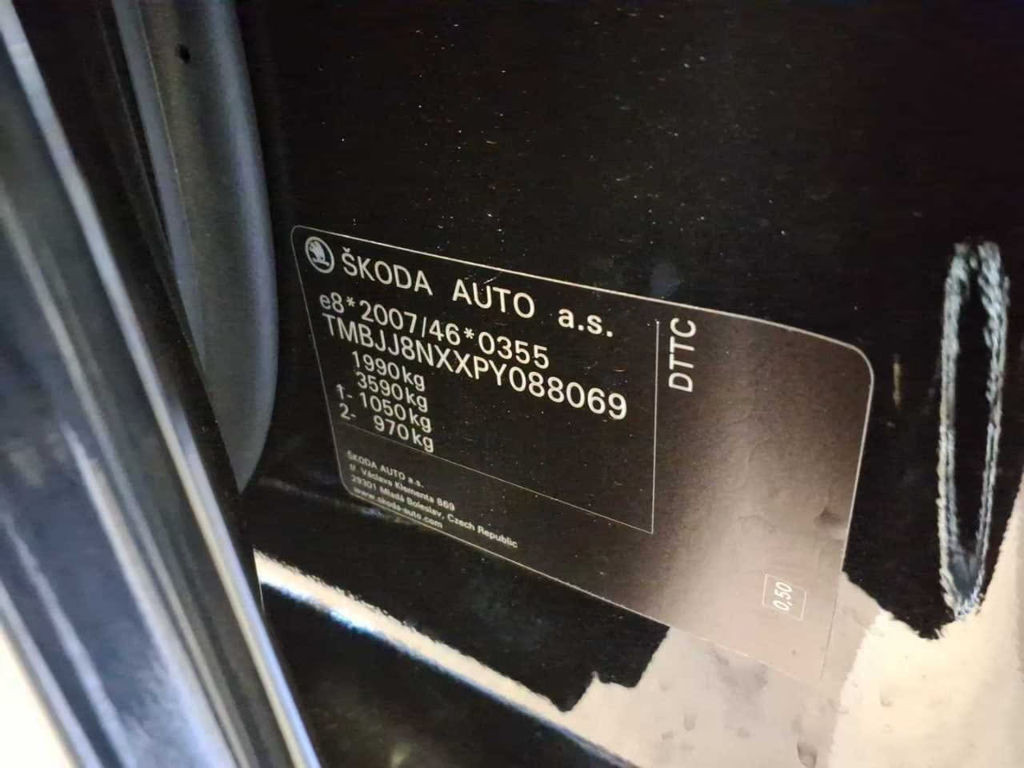 ŠKODA AUTO a.s.
e8*2007/46*0355
TMBJJ8NXXPY088069
1990kg
3590kg
1- 1050kg
2- 970kg
DTTC
ŠKODA AUTO a.s.
tř. Václava Klementa 869
29301 Mladá Boleslav, Czech Republic
www.skoda-auto.com
0,50